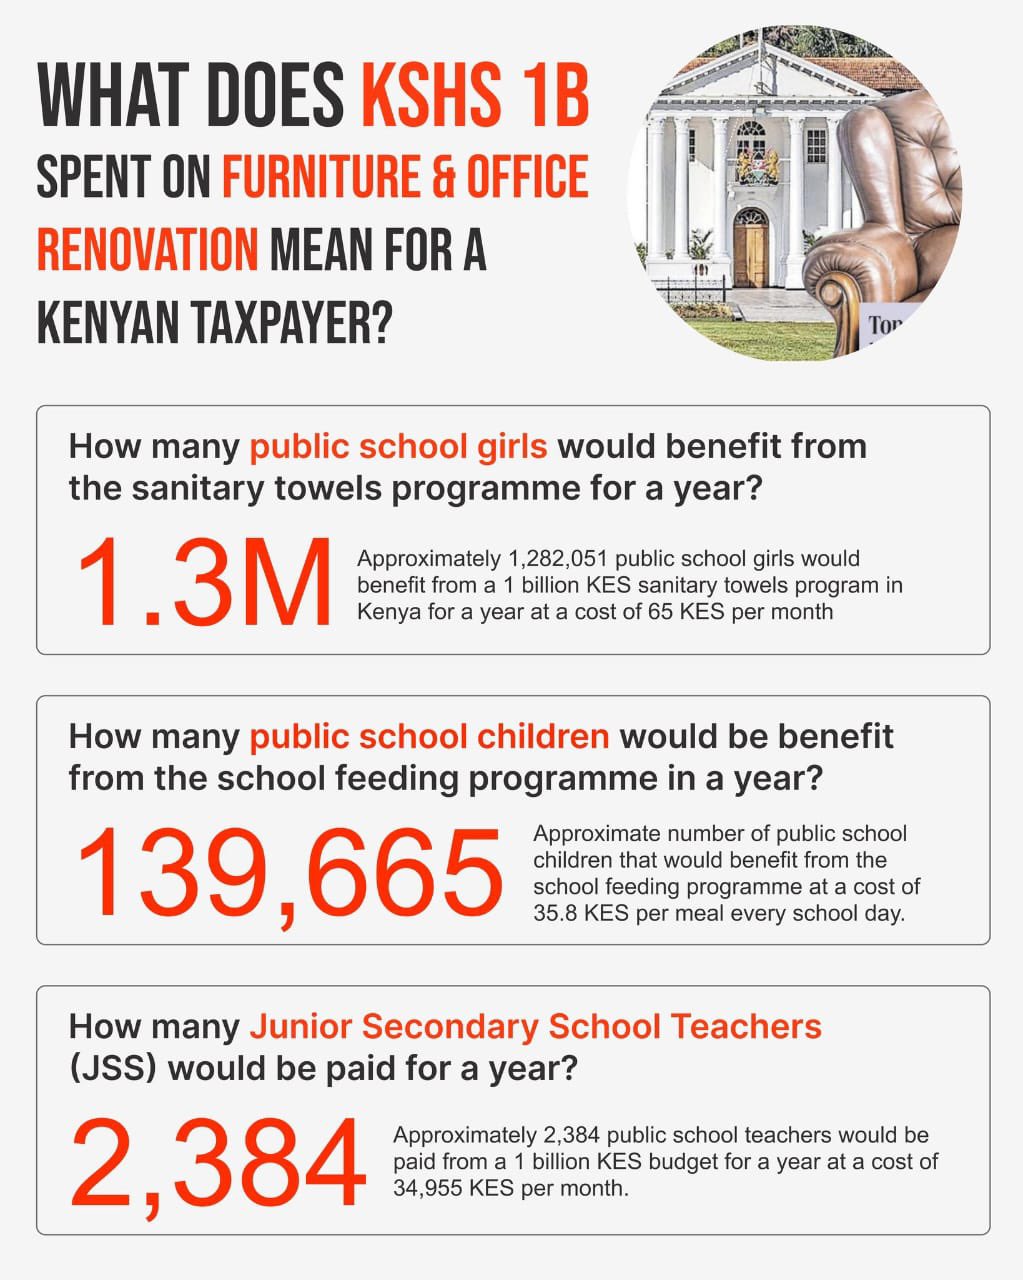 WHAT DOES KSHS 1B
SPENT ON FURNITURE & OFFICE
RENOVATION MEAN FOR A
KENYAN TAXPAYER?
Top
How many public school girls would benefit from
the sanitary towels programme for a year?
1.3M
Approximately 1,282,051 public school girls would
benefit from a 1 billion KES sanitary towels program in
Kenya for a year at a cost of 65 KES per month
How many public school children would be benefit
from the school feeding programme in a year?
139,665
Approximate number of public school
children that would benefit from the
school feeding programme at a cost of
35.8 KES per meal every school day.
How many Junior Secondary School Teachers
(JSS) would be paid for a year?
2,384
Approximately 2,384 public school teachers would be
paid from a 1 billion KES budget for a year at a cost of
34,955 KES per month.